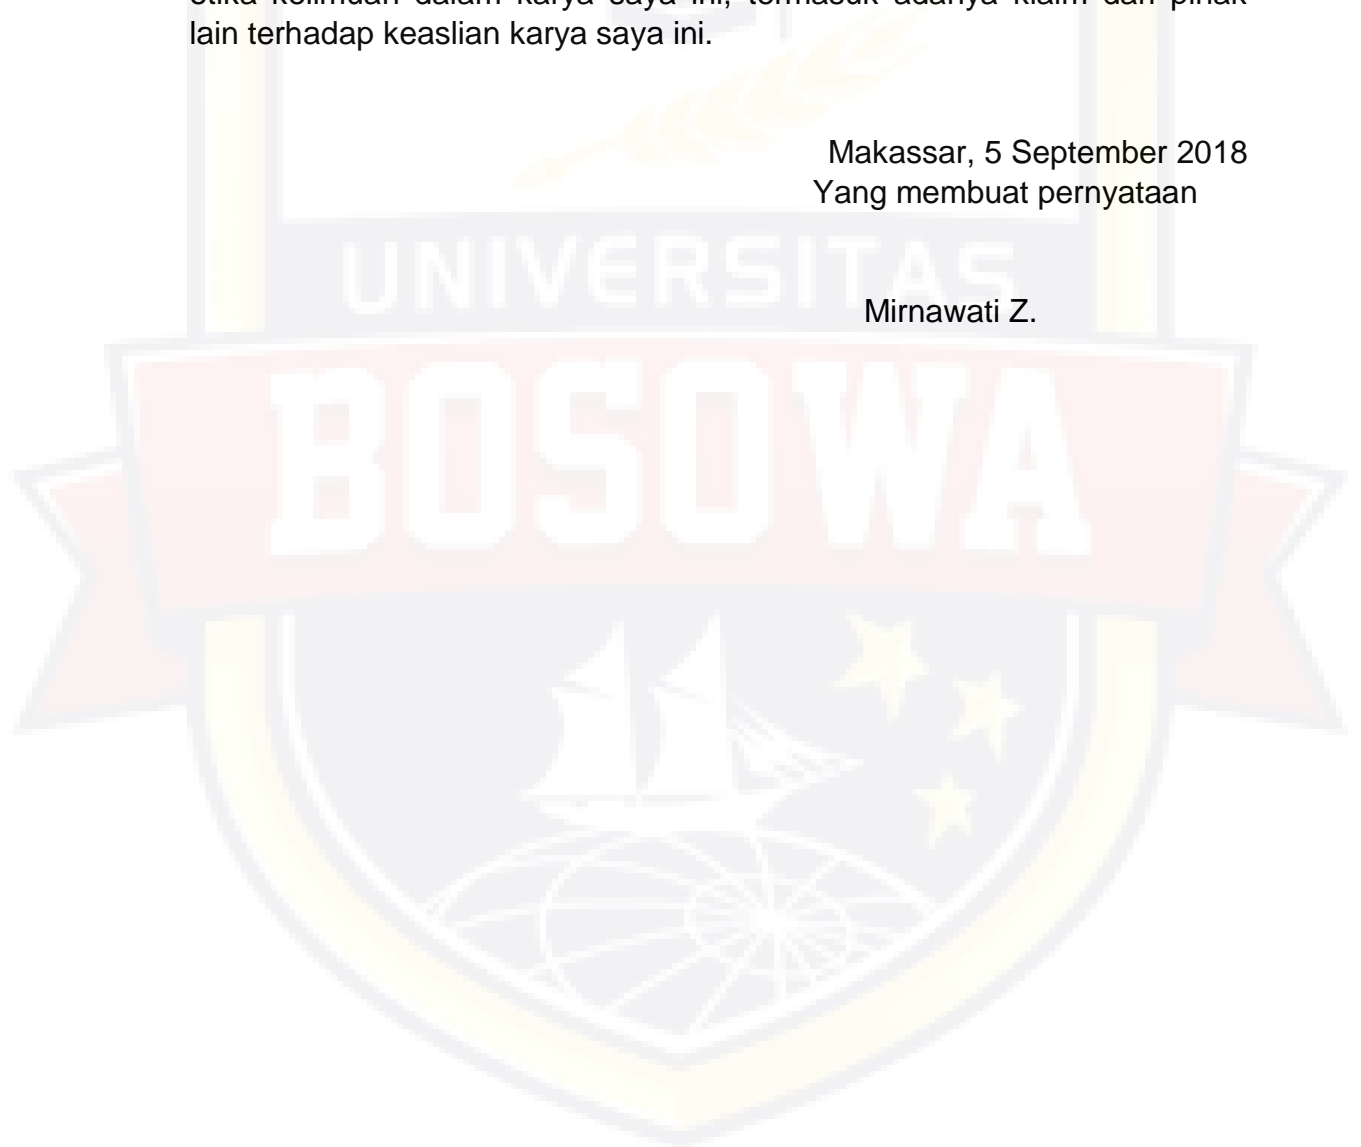 etika keilmuan dalam karya saya ini, termasuk adanya klaim dari pihak
lain terhadap keaslian karya saya ini.
Makassar, 5 September 2018
Yang membuat pernyataan
UNIVERSITAS
Mirnawati Z.
BOSOWA